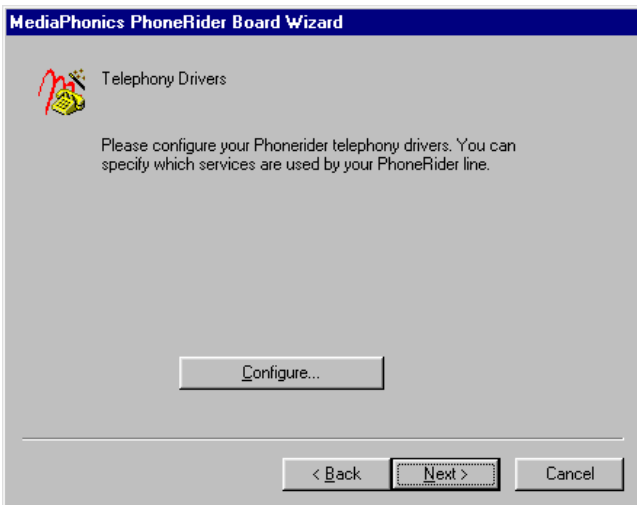 MediaPhonics PhoneRider Board Wizard
Telephony Drivers
Please configure your Phonerider telephony drivers. You can
specify which services are used by your PhoneRider line.
Configure...
< Back
Next >
Cancel